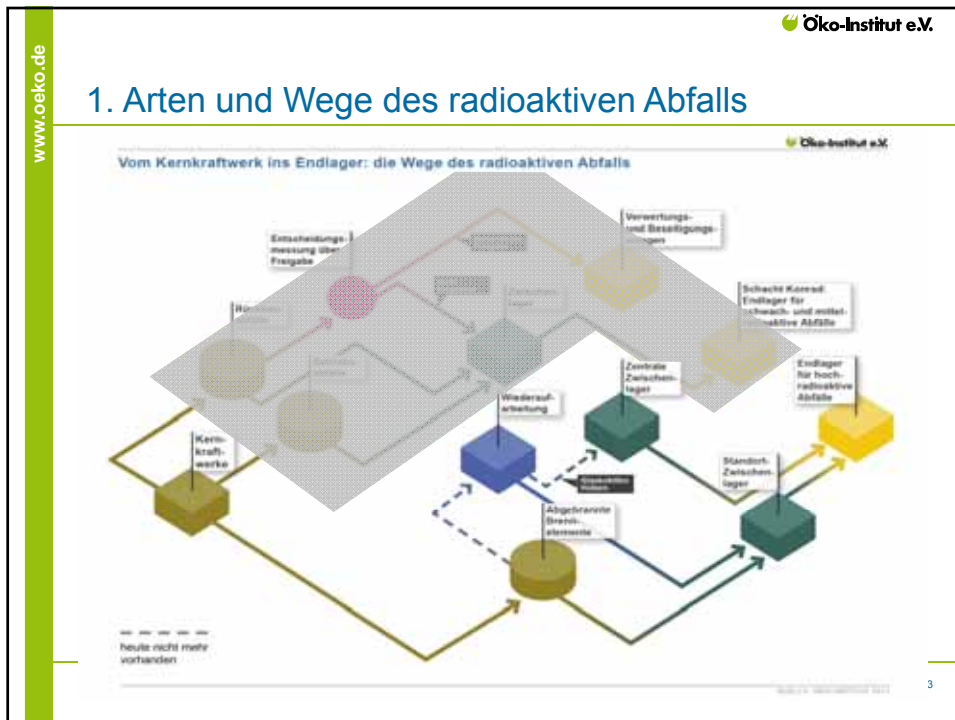 Öko-Institut e.V.
www.oeko.de
1. Arten und Wege des radioaktiven Abfalls
Öko-Institut e.V.
Vom Kernkraftwerk ins Endlager: die Wege des radioaktiven Abfalls
Entscheidungs-
messung über
Freigabe
Verwertungs-
und Beseitigungs-
Zwischen-
lager
Schacht Konrad:
Endlager für
schwach- und mittel-
radioaktive Abfälle
Endlager
für hoch-
radioaktive
Abfälle
Zentrale
Zwischen-
lager
Wiederauf-
arbeitung
Kern-
kraft-
werke
Standort-
Zwischen-
lager
Abgebrannte
Brenn-
elemente
heute nicht mehr
vorhanden
3